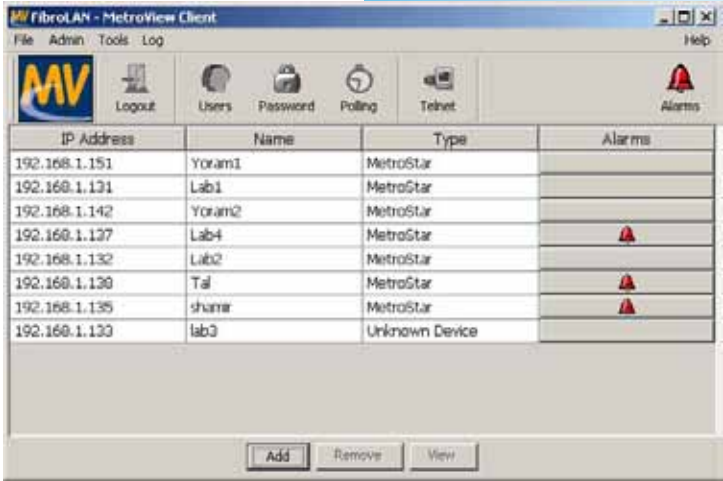 FibroLAN - MetroView Client
File Admin Tools Log Help
MV Logout Users Password Polling Telnet Alarms
IP Address Name Type Alarms
192.168.1.151 Yoram1 MetroStar
192.168.1.131 Lab1 MetroStar
192.168.1.142 Yoram2 MetroStar
192.168.1.137 Lab4 MetroStar
192.168.1.132 Lab2 MetroStar
192.168.1.138 Tal MetroStar
192.168.1.135 shamir MetroStar
192.168.1.133 lab3 Unknown Device
Add Remove View